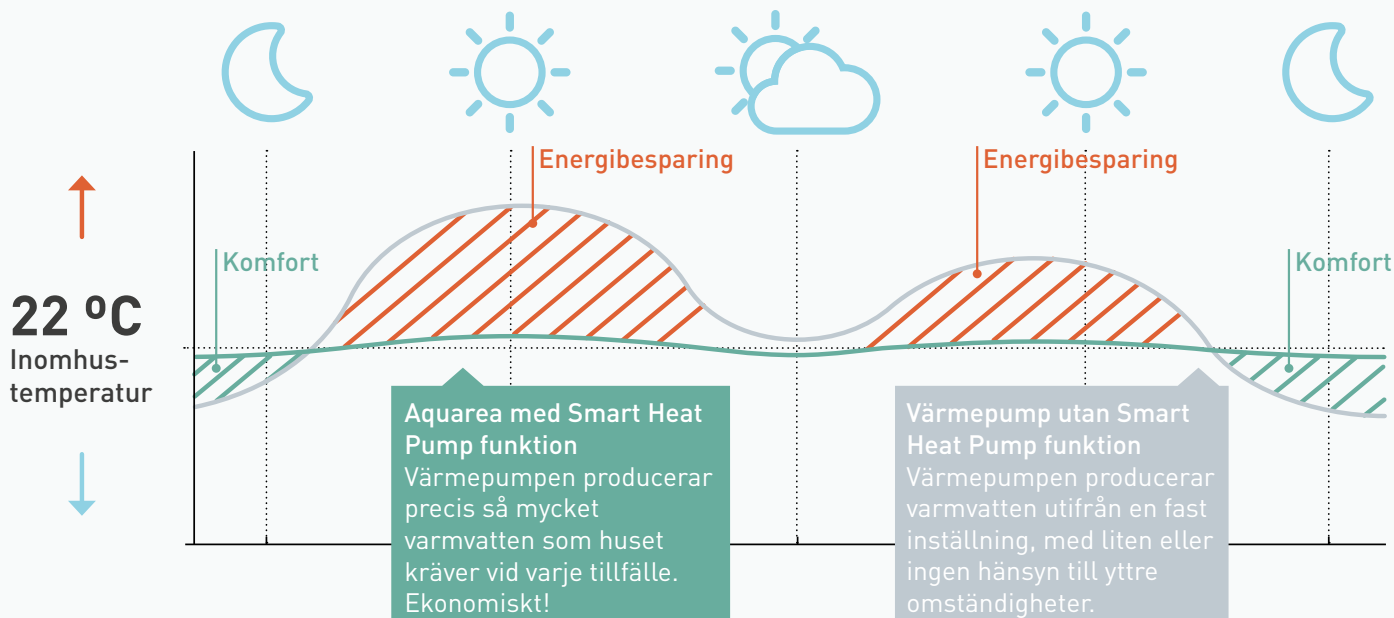 Energibesparing
Energibesparing
Komfort
Komfort
22 ºC
Inomhus-
temperatur
Aquarea med Smart Heat
Pump funktion
Värmepumpen producerar
precis så mycket
varmvatten som huset
kräver vid varje tillfälle.
Ekonomiskt!
Värmepump utan Smart
Heat Pump funktion
Värmepumpen producerar
varmvatten utifrån en fast
inställning, med liten eller
ingen hänsyn till yttre
omständigheter.